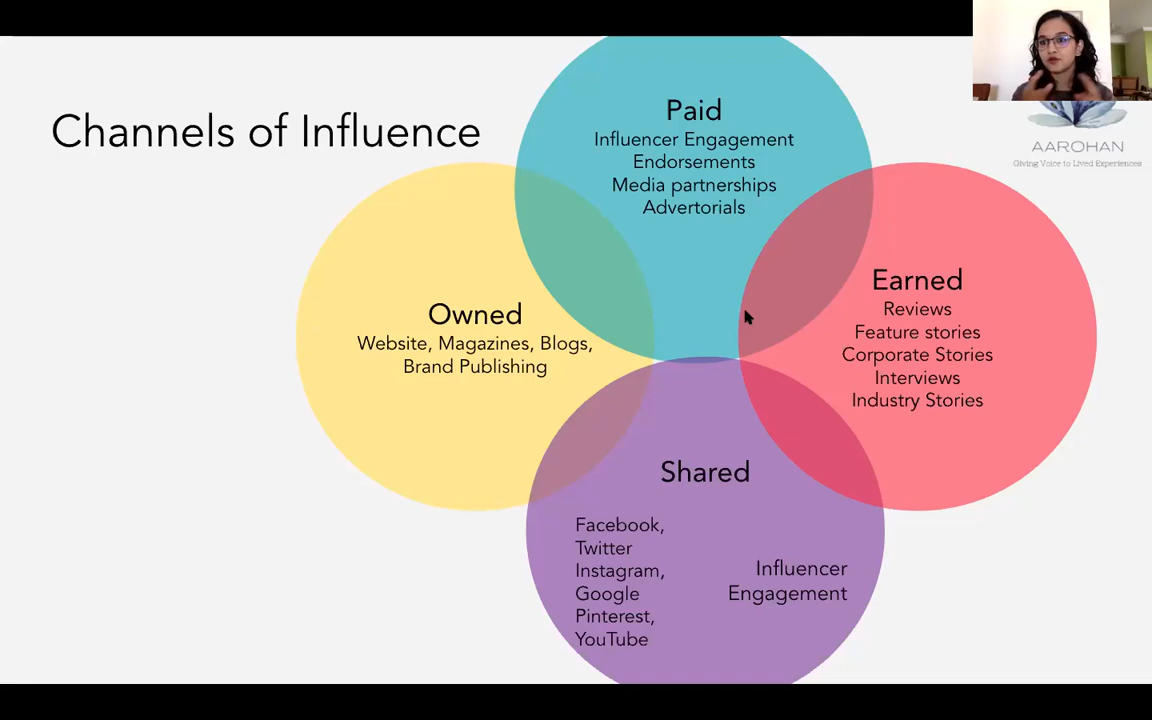 Channels of Influence
Paid
Influencer Engagement
Endorsements
Media partnerships
Advertorials
AAROHAN
Giving Voice to Lived Experiences
Owned
Website, Magazines, Blogs,
Brand Publishing
Earned
Reviews
Feature stories
Corporate Stories
Interviews
Industry Stories
Shared
Facebook,
Twitter
Instagram,
Google
Pinterest,
YouTube
Influencer
Engagement